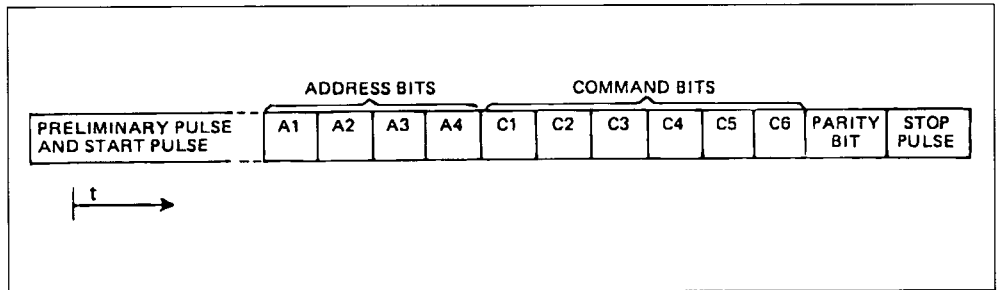 ADDRESS BITS COMMAND BITS
PRELIMINARY PULSE
AND START PULSE
A1 A2 A3 A4 C1 C2 C3 C4 C5 C6
PARITY
BIT
STOP
PULSE
t